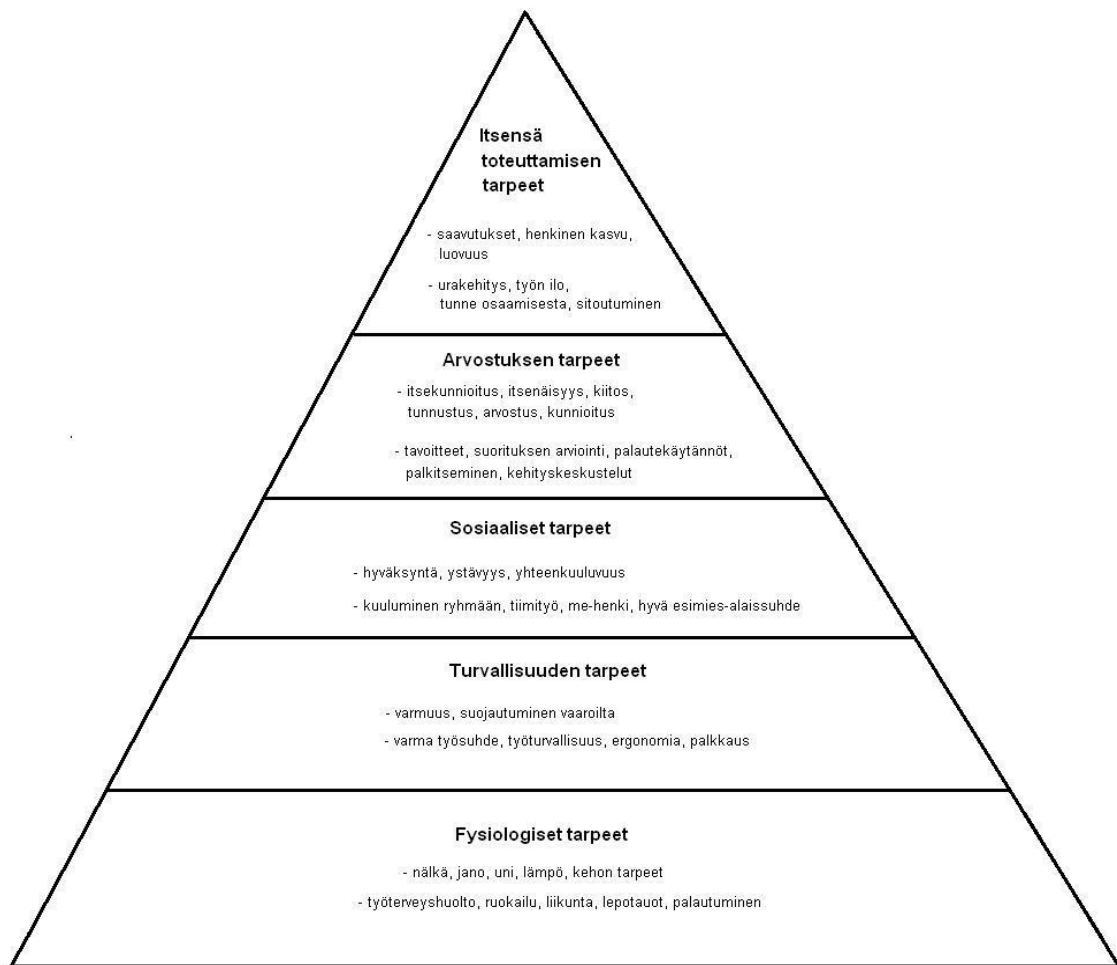 Itsensä
toteuttamisen
tarpeet
- saavutukset, henkinen kasvu,
luovuus
- urakehitys, työn ilo,
tunne osaamisesta, sitoutuminen
Arvostuksen tarpeet
- itsekunnioitus, itsenäisyys, kiitos,
tunnustus, arvostus, kunnioitus
- tavoitteet, suorituksen arviointi, palautekäytännöt,
palkitseminen, kehityskeskustelut
Sosiaaliset tarpeet
- hyväksyntä, ystävyys, yhteenkuuluvuus
- kuuluminen ryhmään, tiimityö, me-henki, hyvä esimies-alaissuhde
Turvallisuuden tarpeet
- varmuus, suojautuminen vaaroilta
- varma työsuhde, työturvallisuus, ergonomia, palkkaus
Fysiologiset tarpeet
- nälkä, jano, uni, lämpö, kehon tarpeet
- työterveyshuolto, ruokailu, liikunta, lepotauot, palautuminen